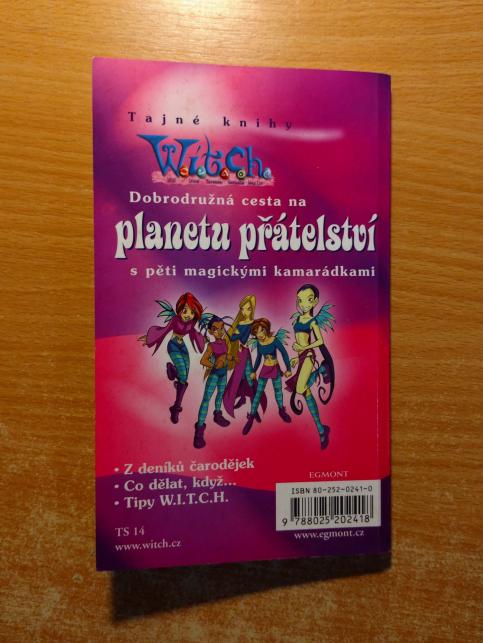 Tajné knihy
W.i.t.c.h.
Dobrodružná cesta na
planetu přátelství
s pěti magickými kamarádkami
• Z deníků čarodějek
• Co dělat, když...
• Tipy W.I.T.C.H.
TS 14
www.witch.cz
EGMONT
ISBN 80-252-0241-0
9 788025 202418
www.egmont.cz